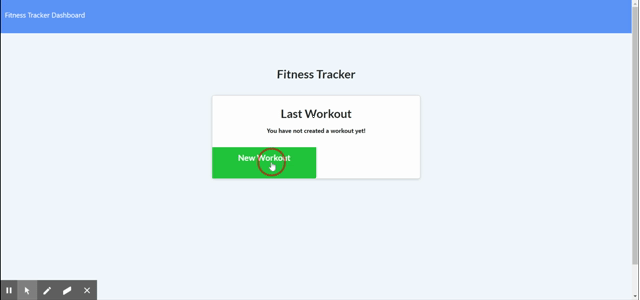 Fitness Tracker Dashboard
Fitness Tracker
Last Workout
You have not created a workout yet!
New Workout